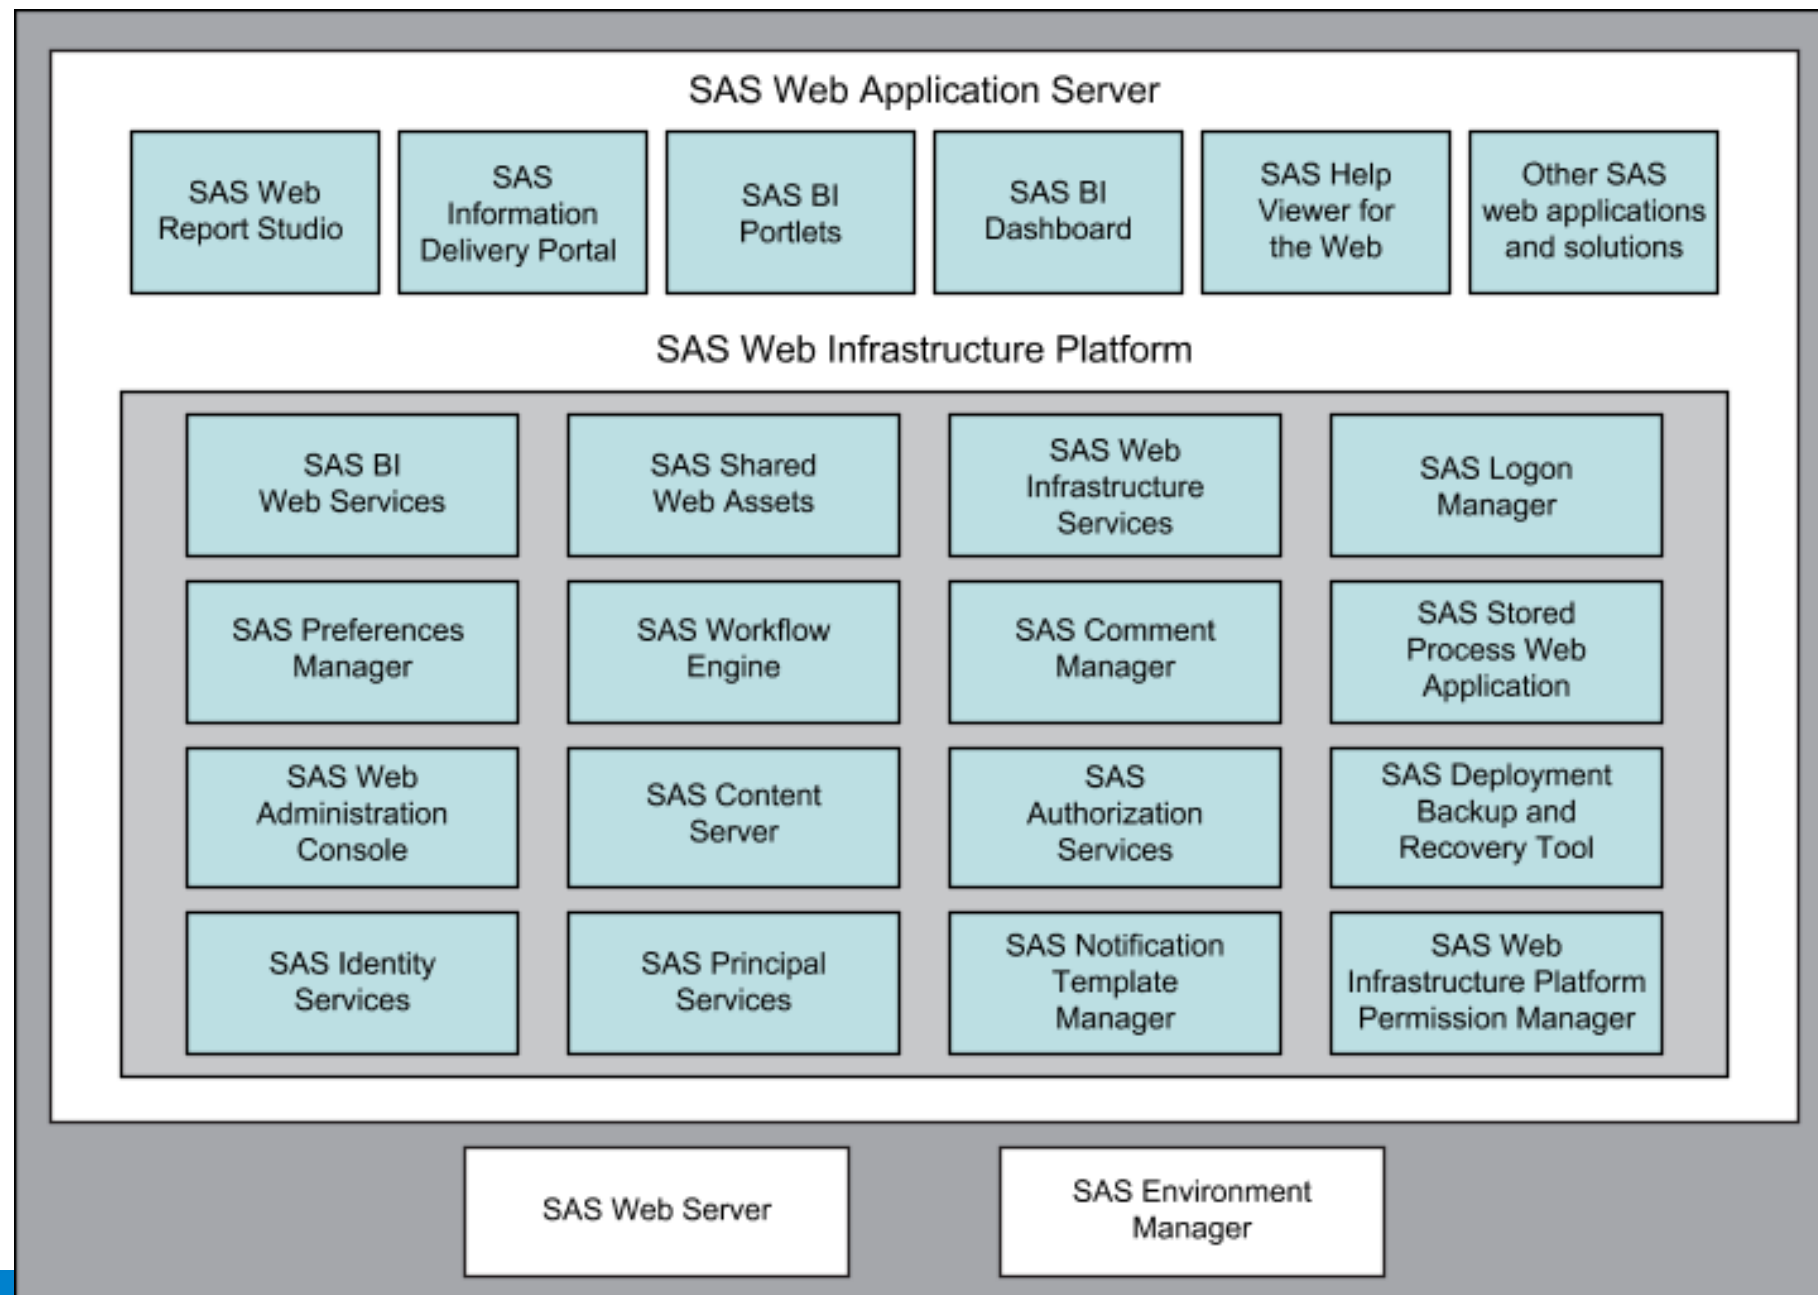 SAS Web Application Server
SAS Web
Report Studio
SAS
Information
Delivery Portal
SAS BI
Portlets
SAS BI
Dashboard
SAS Help
Viewer for
the Web
Other SAS
web applications
and solutions
SAS Web Infrastructure Platform
SAS BI
Web Services
SAS Shared
Web Assets
SAS Web
Infrastructure
Services
SAS Logon
Manager
SAS Preferences
Manager
SAS Workflow
Engine
SAS Comment
Manager
SAS Stored
Process Web
Application
SAS Web
Administration
Console
SAS Content
Server
SAS
Authorization
Services
SAS Deployment
Backup and
Recovery Tool
SAS Identity
Services
SAS Principal
Services
SAS Notification
Template
Manager
SAS Web
Infrastructure Platform
Permission Manager
SAS Web Server
SAS Environment
Manager